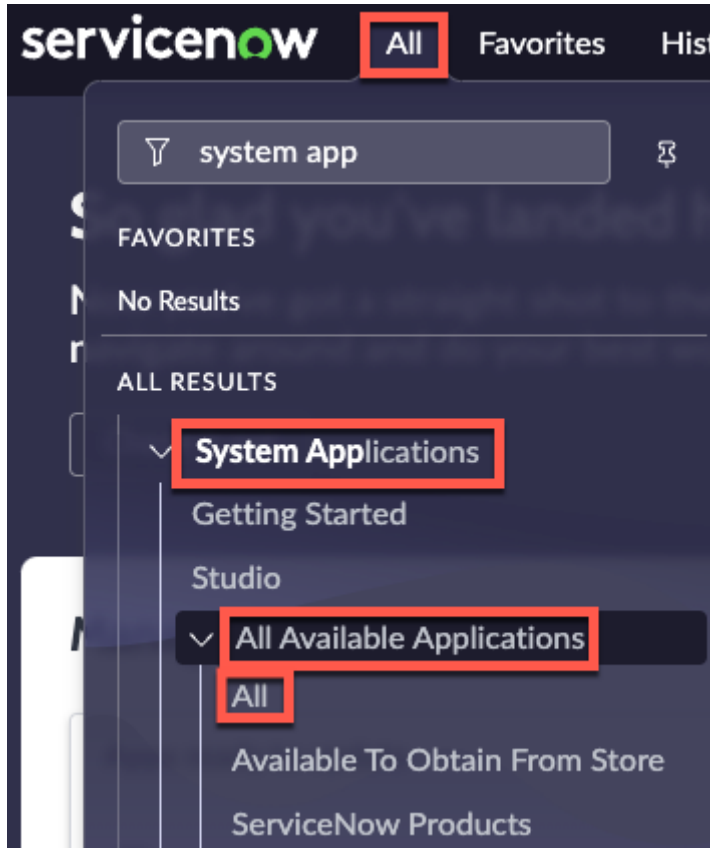 servicenow All Favorites
system app
FAVORITES
No Results
ALL RESULTS
System Applications
Getting Started
Studio
All Available Applications
All
Available To Obtain From Store
ServiceNow Products